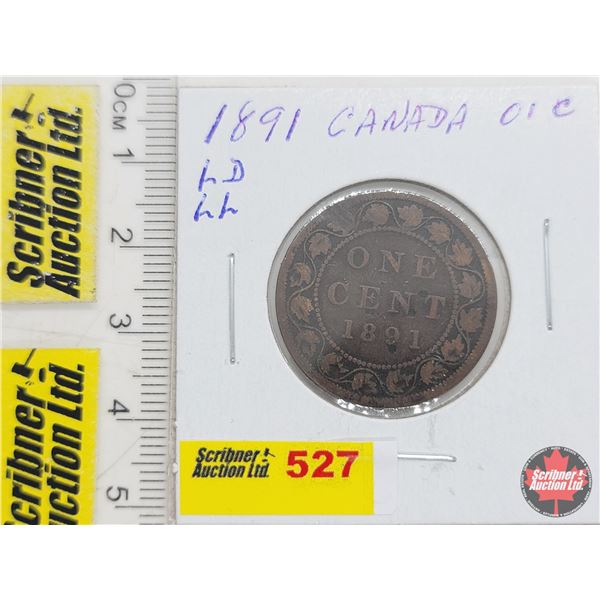 Scribner
Auction Ltd.
Scribner
Auction Ltd.
0CM 1 2 3 4 5
1891 CANADA 01 C
LD
LL
ONE
CENT
1891
Scribner
Auction Ltd.
527
Scribner
Auction Ltd.